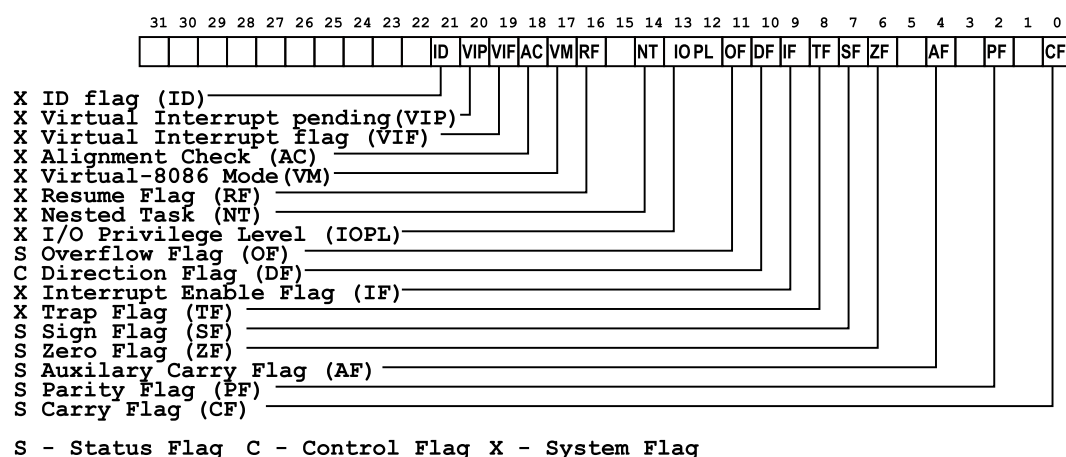 31 30 29 28 27 26 25 24 23 22 21 20 19 18 17 16 15 14 13 12 11 10 9 8 7 6 5 4 3 2 1 0
ID VIP VIF AC VM RF NT IO PL OF DF IF TF SF ZF AF PF CF
X ID flag (ID)
X Virtual Interrupt pending(VIP)
X Virtual Interrupt flag (VIF)
X Alignment Check (AC)
X Virtual-8086 Mode(VM)
X Resume Flag (RF)
X Nested Task (NT)
X I/O Privilege Level (IOPL)
S Overflow Flag (OF)
C Direction Flag (DF)
X Interrupt Enable Flag (IF)
X Trap Flag (TF)
S Sign Flag (SF)
S Zero Flag (ZF)
S Auxilary Carry Flag (AF)
S Parity Flag (PF)
S Carry Flag (CF)
S - Status Flag C - Control Flag X - System Flag